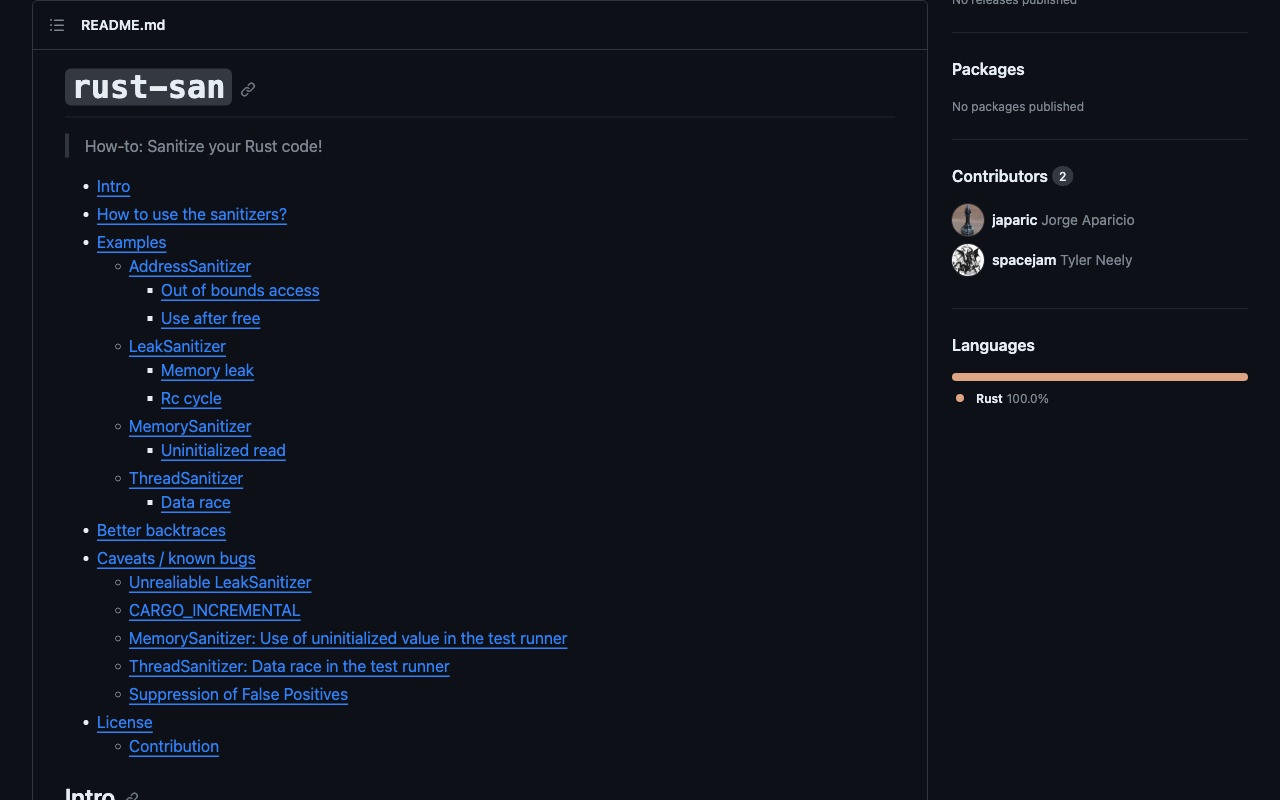 No releases published
README.md
rust-san
How-to: Sanitize your Rust code!
Intro
How to use the sanitizers?
Examples
AddressSanitizer
Out of bounds access
Use after free
LeakSanitizer
Memory leak
Rc cycle
MemorySanitizer
Uninitialized read
ThreadSanitizer
Data race
Better backtraces
Caveats / known bugs
Unrealiable LeakSanitizer
CARGO_INCREMENTAL
MemorySanitizer: Use of uninitialized value in the test runner
ThreadSanitizer: Data race in the test runner
Suppression of False Positives
License
Contribution
Intro
Packages
No packages published
Contributors 2
japaric Jorge Aparicio
spacejam Tyler Neely
Languages
Rust 100.0%